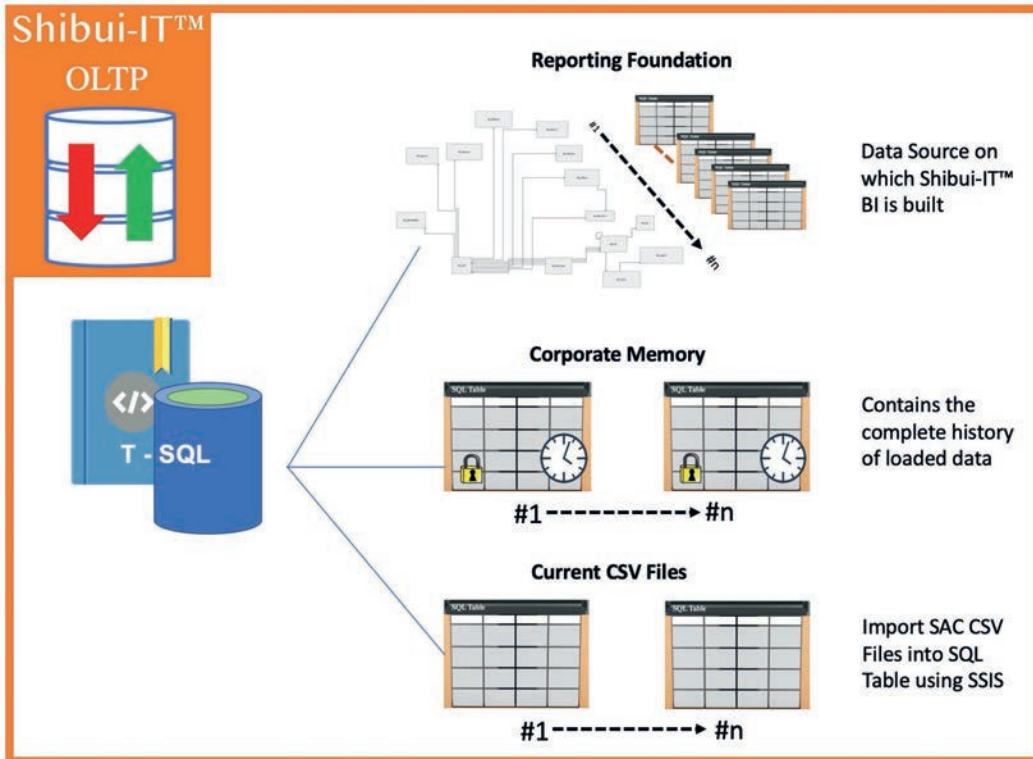 Shibui-IT™
OLTP
Reporting Foundation
#1
#n
Data Source on
which Shibui-IT™
BI is built
</>
T - SQL
Corporate Memory
SQL Table
SQL Table
#1
#n
Contains the
complete history
of loaded data
Current CSV Files
SQL Table
SQL Table
#1
#n
Import SAC CSV
Files into SQL
Table using SSIS